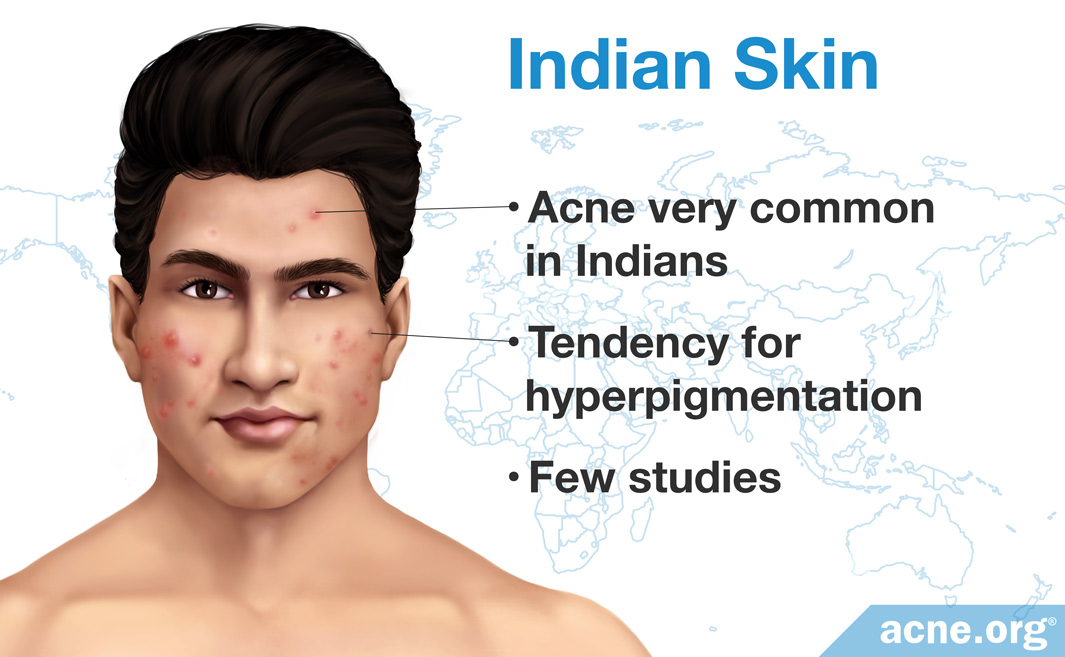 Indian Skin
• Acne very common
in Indians
• Tendency for
hyperpigmentation
• Few studies
acne.org®